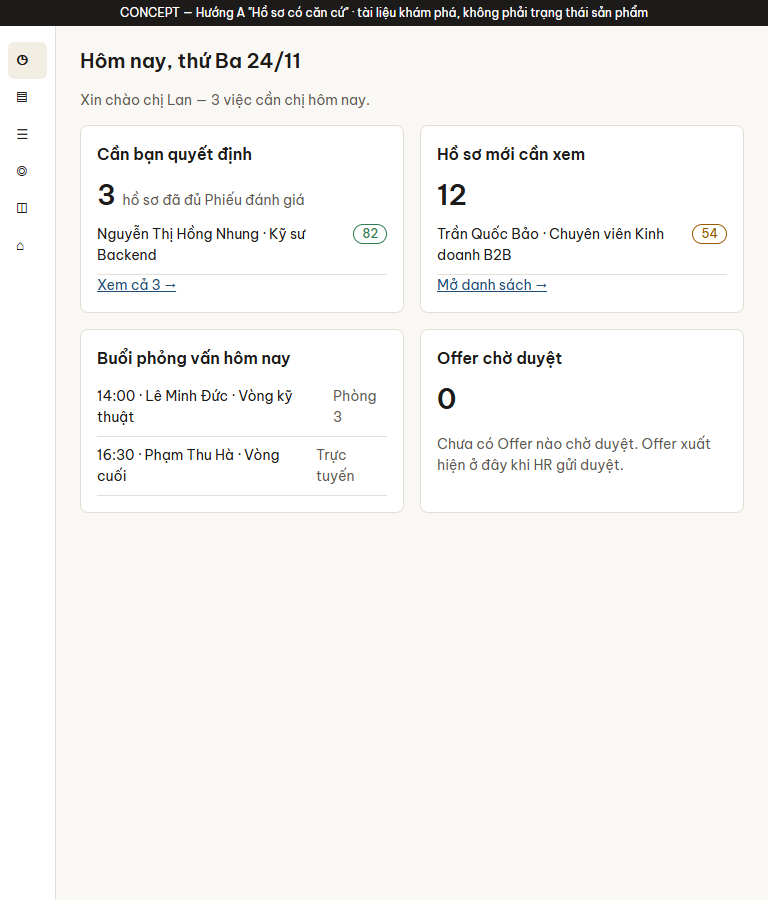 CONCEPT — Hướng A "Hồ sơ có căn cứ" · tài liệu khám phá, không phải trạng thái sản phẩm
Hôm nay, thứ Ba 24/11
Xin chào chị Lan — 3 việc cần chị hôm nay.
Cần bạn quyết định
3 hồ sơ đã đủ Phiếu đánh giá
Nguyễn Thị Hồng Nhung · Kỹ sư
Backend
82
Xem cả 3 →
Hồ sơ mới cần xem
12
Trần Quốc Bảo · Chuyên viên Kinh
doanh B2B
54
Mở danh sách →
Buổi phỏng vấn hôm nay
14:00 · Lê Minh Đức · Vòng kỹ
thuật
Phòng
3
16:30 · Phạm Thu Hà · Vòng
cuối
Trực
tuyến
Offer chờ duyệt
0
Chưa có Offer nào chờ duyệt. Offer xuất
hiện ở đây khi HR gửi duyệt.